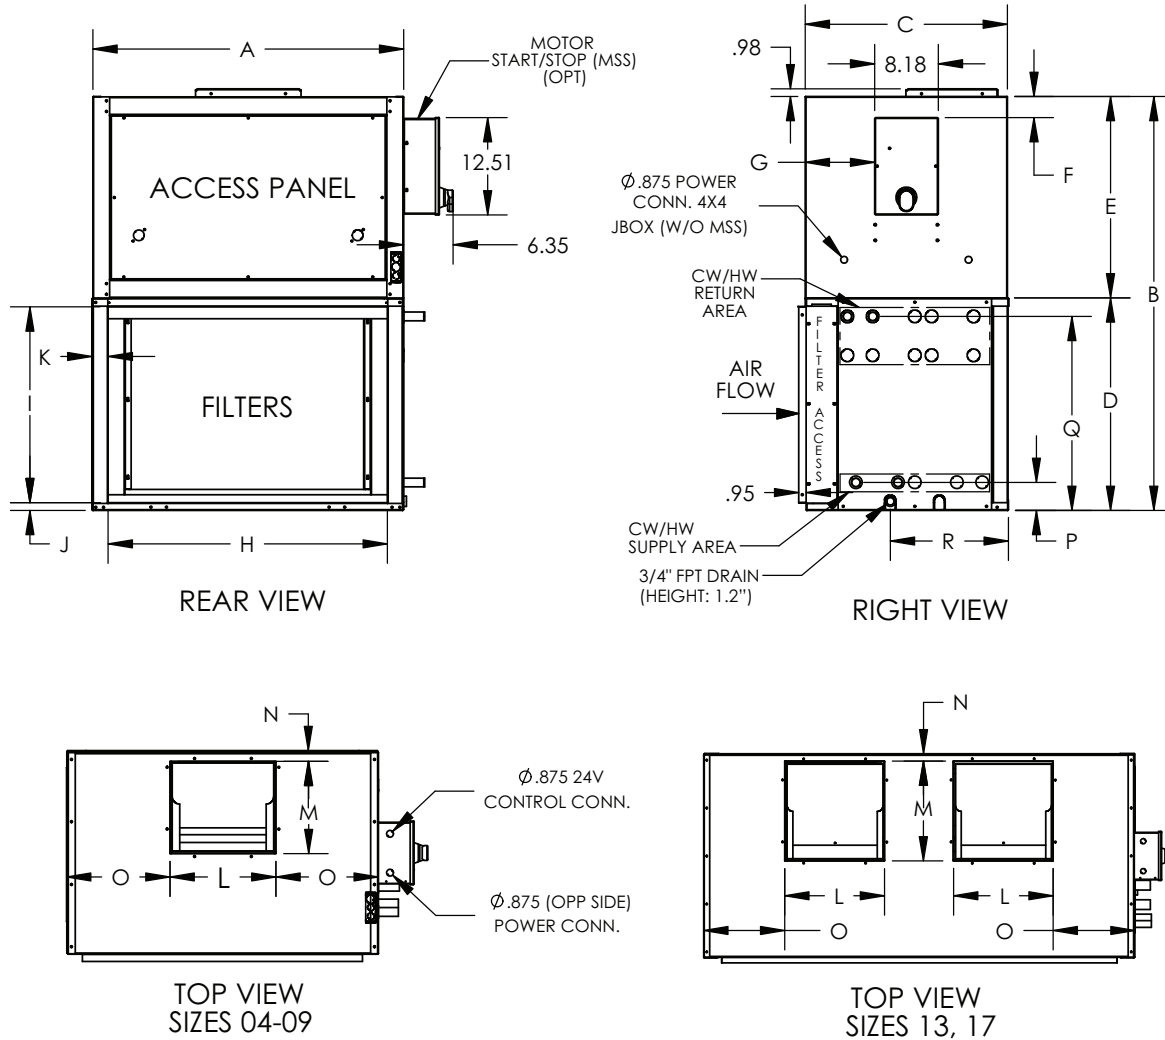 A
MOTOR
START/STOP (MSS)
(OPT)
ACCESS PANEL
12.51
6.35
K
FILTERS
J
H
REAR VIEW
C
.98
8.18
G
F
Ø.875 POWER
CONN. 4X4
JBOX (W/O MSS)
E
B
CW/HW
RETURN
AREA
FILTER ACCESS
AIR
FLOW
D
Q
.95
CW/HW
SUPPLY AREA
R
P
3/4" FPT DRAIN
(HEIGHT: 1.2")
RIGHT VIEW
N
M
O
L
O
Ø.875 24V
CONTROL CONN.
Ø.875 (OPP SIDE)
POWER CONN.
TOP VIEW
SIZES 04-09
N
M
L
L
O
O
TOP VIEW
SIZES 13, 17